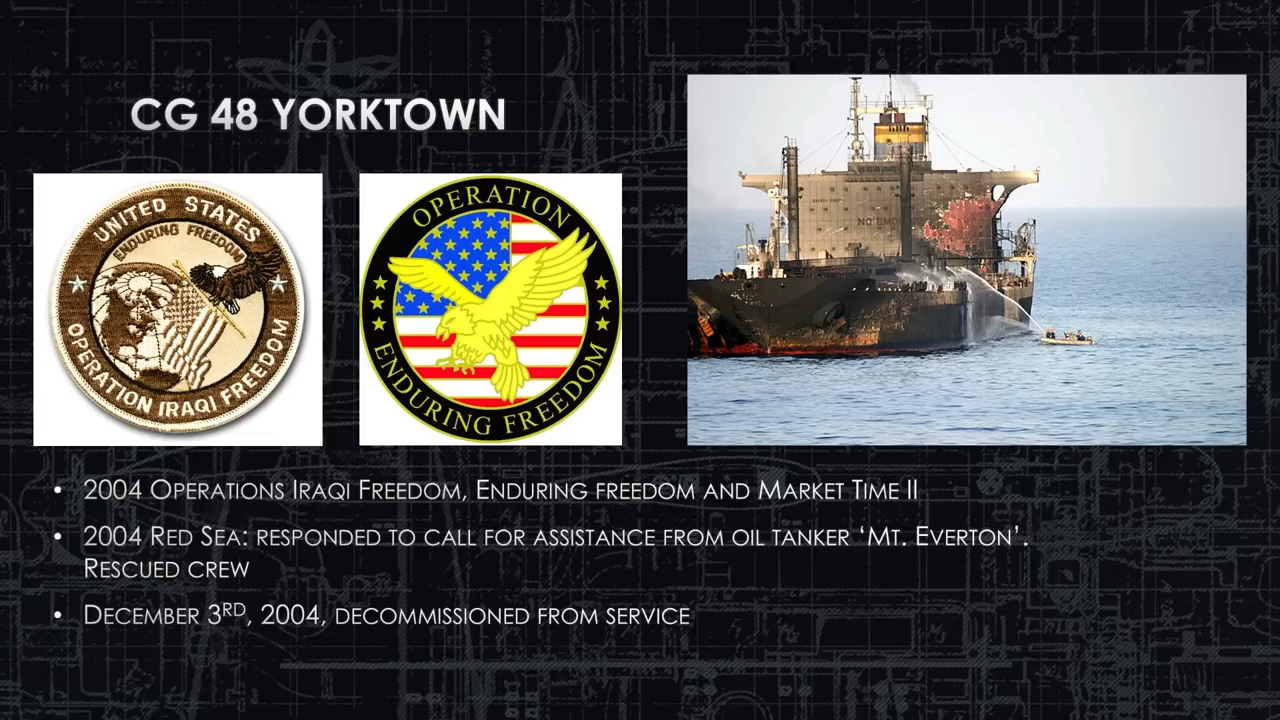 CG 48 YORKTOWN
UNITED STATES
ENDURING FREEDOM
OPERATION IRAQI FREEDOM
OPERATION
ENDURING FREEDOM
• 2004 OPERATIONS IRAQI FREEDOM, ENDURING FREEDOM AND MARKET TIME II
• 2004 RED SEA: RESPONDED TO CALL FOR ASSISTANCE FROM OIL TANKER ‘MT. EVERTON’.
RESCUED CREW
• DECEMBER 3RD, 2004, DECOMMISSIONED FROM SERVICE